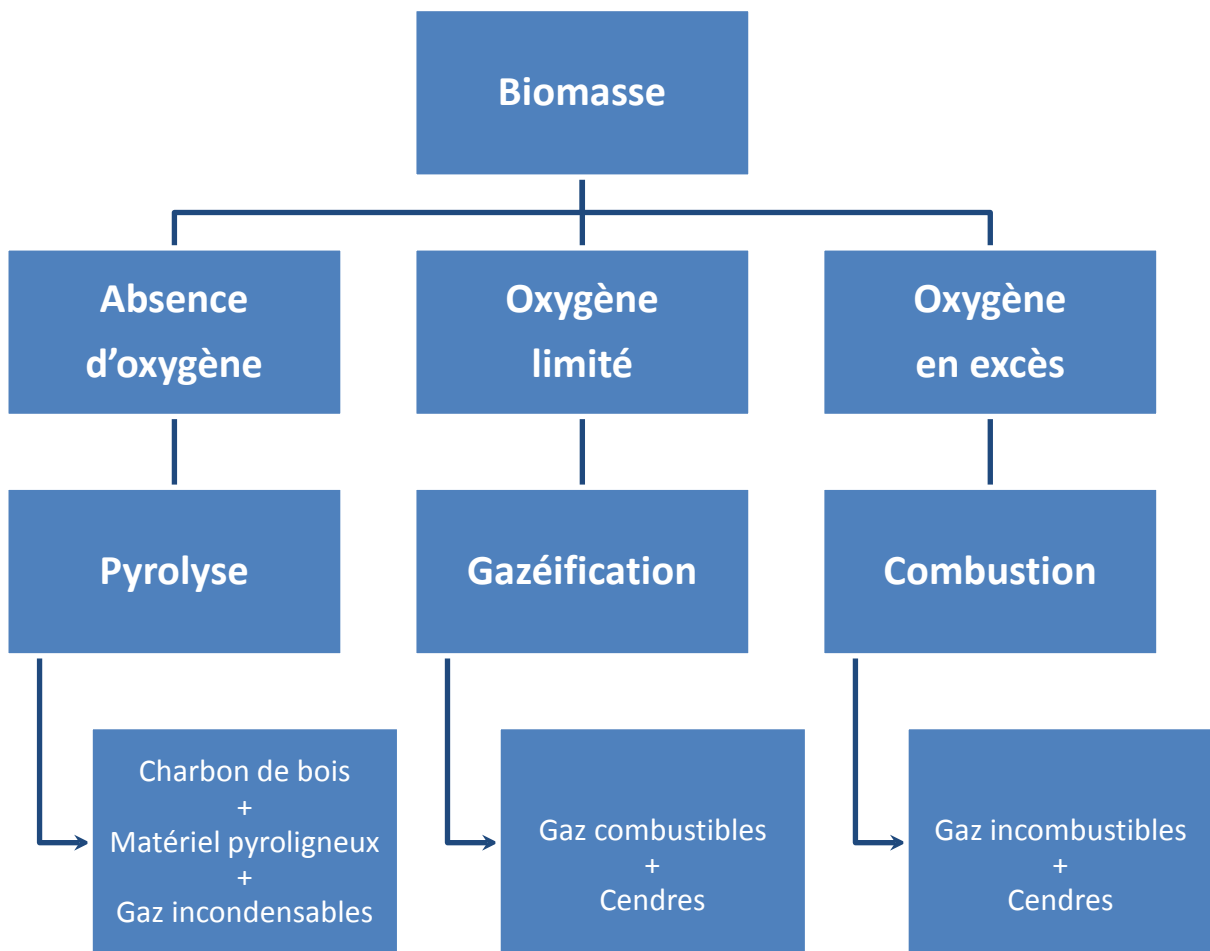 Biomasse
Absence
d’oxygène
Oxygène
limité
Oxygène
en excès
Pyrolyse
Gazéification
Combustion
Charbon de bois
+
Matériel pyroligneux
+
Gaz incondensables
Gaz combustibles
+
Cendres
Gaz incombustibles
+
Cendres